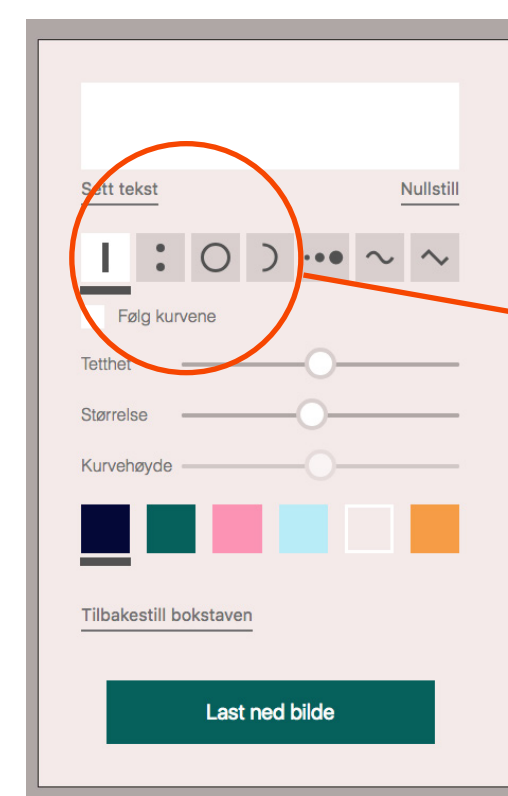 Sett tekst
Nullstill
Følg kurvene
Tetthet
Størrelse
Kurvehøyde
Tilbakestill bokstaven
Last ned bilde